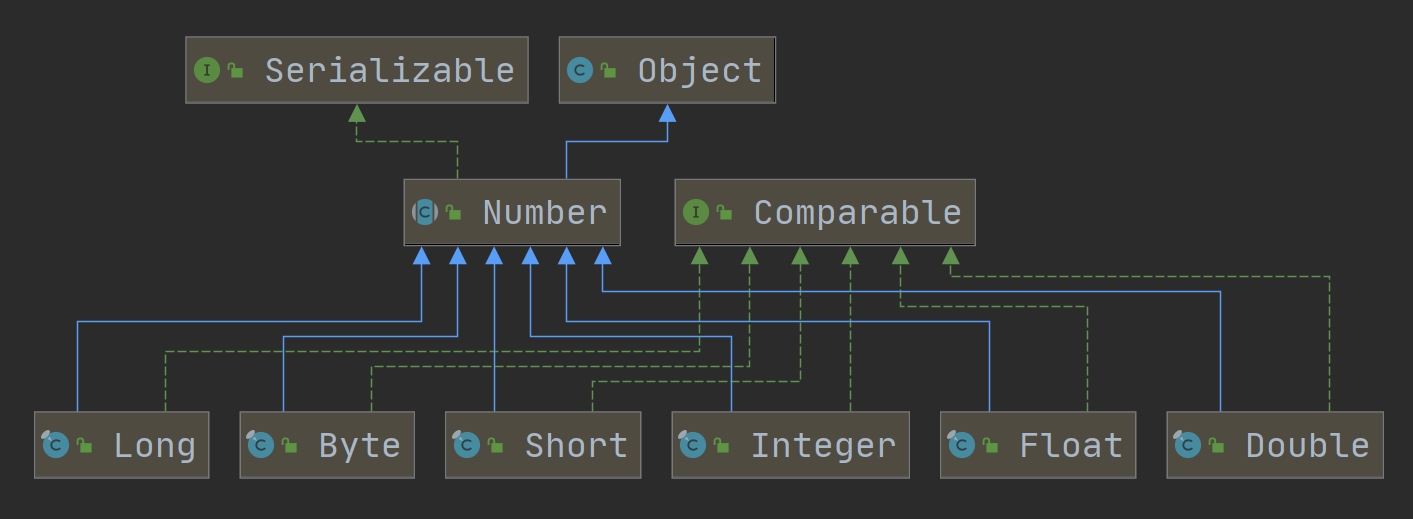 Serializable
Object
Number
Comparable
Long
Byte
Short
Integer
Float
Double